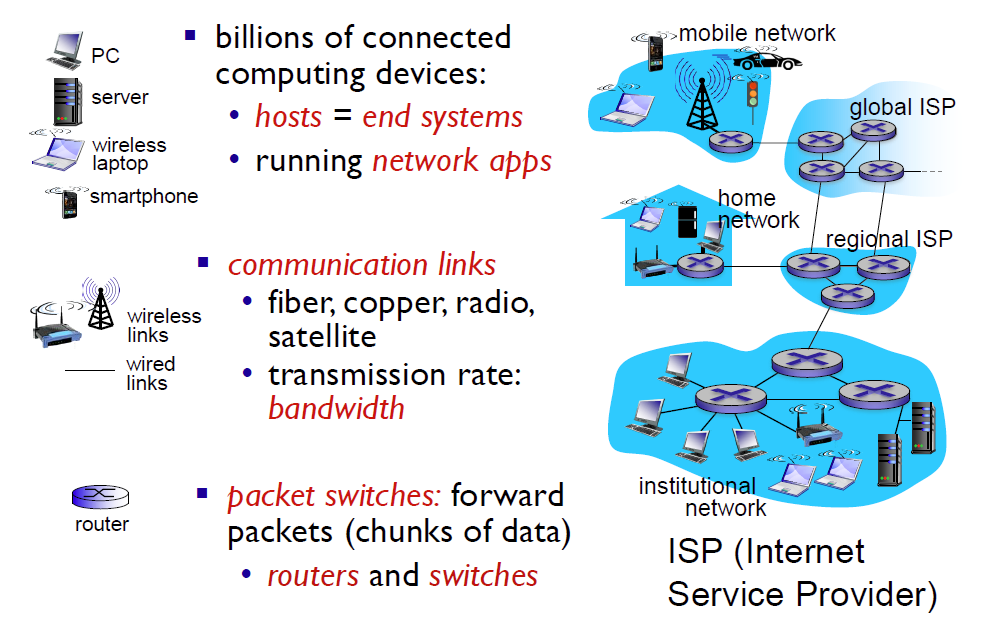 PC
server
wireless
laptop
smartphone
▪ billions of connected
computing devices:
• hosts = end systems
• running network apps
wireless
links
wired
links
▪ communication links
• fiber, copper, radio,
satellite
• transmission rate:
bandwidth
router
▪ packet switches: forward
packets (chunks of data)
• routers and switches
mobile network
global ISP
home
network
regional ISP
institutional
network
ISP (Internet
Service Provider)